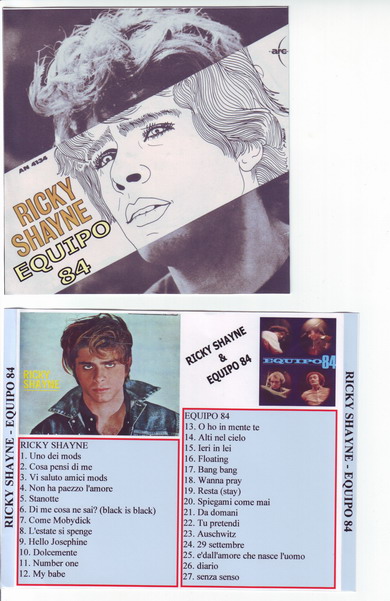 arc
AN 4134
RICKY
SHAYNE
EQUIPO
84
RICKY SHAYNE - EQUIPO 84
RICKY
SHAYNE
RICKY SHAYNE
&
EQUIPO 84
EQUIPE84
RICKY SHAYNE - EQUIPO 84
RICKY SHAYNE
1. Uno dei mods
2. Cosa pensi di me
3. Vi saluto amici mods
4. Non ha paezzo l'amore
5. Stanotte
6. Di me cosa ne sai? (black is black)
7. Come Mobydick
8. L'estate si spenge
9. Hello Josephine
10. Dolcemente
11. Number one
12. My babe
EQUIPO 84
13. O ho in mente te
14. Alti nel cielo
15. Ieri in lei
16. Floating
17. Bang bang
18. Wanna pray
19. Resta (stay)
20. Spiegami come mai
21. Da domani
22. Tu pretendi
23. Auschwitz
24. 29 settembre
25. e'dall'amore che nasce l'uomo
26. diario
27. senza senso